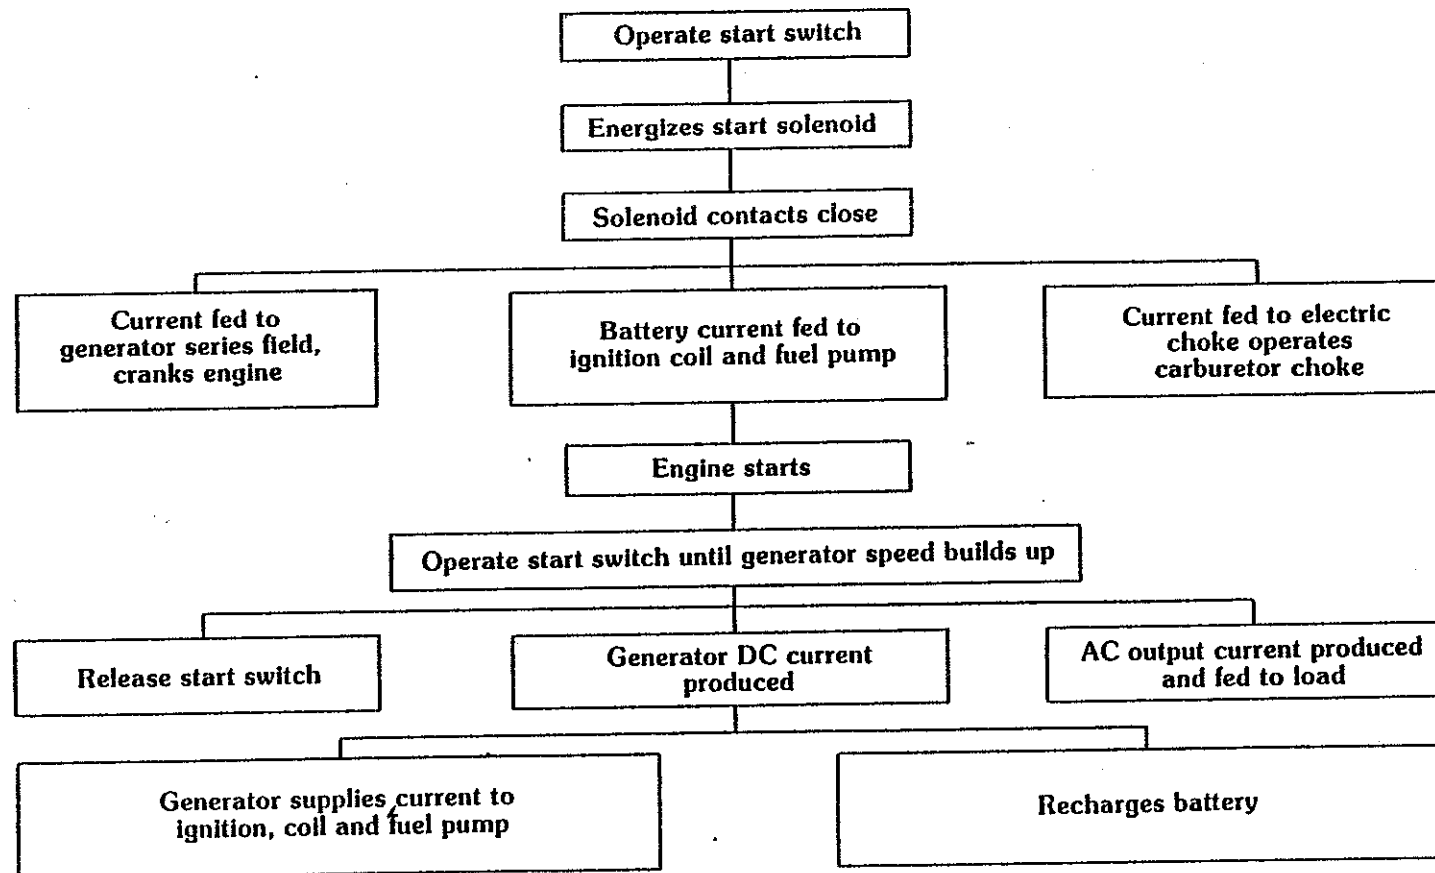 Operate start switch
Energizes start solenoid
Solenoid contacts close
Current fed to
generator series field,
cranks engine
Battery current fed to
ignition coil and fuel pump
Current fed to electric
choke operates
carburetor choke
Engine starts
Operate start switch until generator speed builds up
Release start switch
Generator DC current
produced
AC output current produced
and fed to load
Generator supplies current to
ignition, coil and fuel pump
Recharges battery